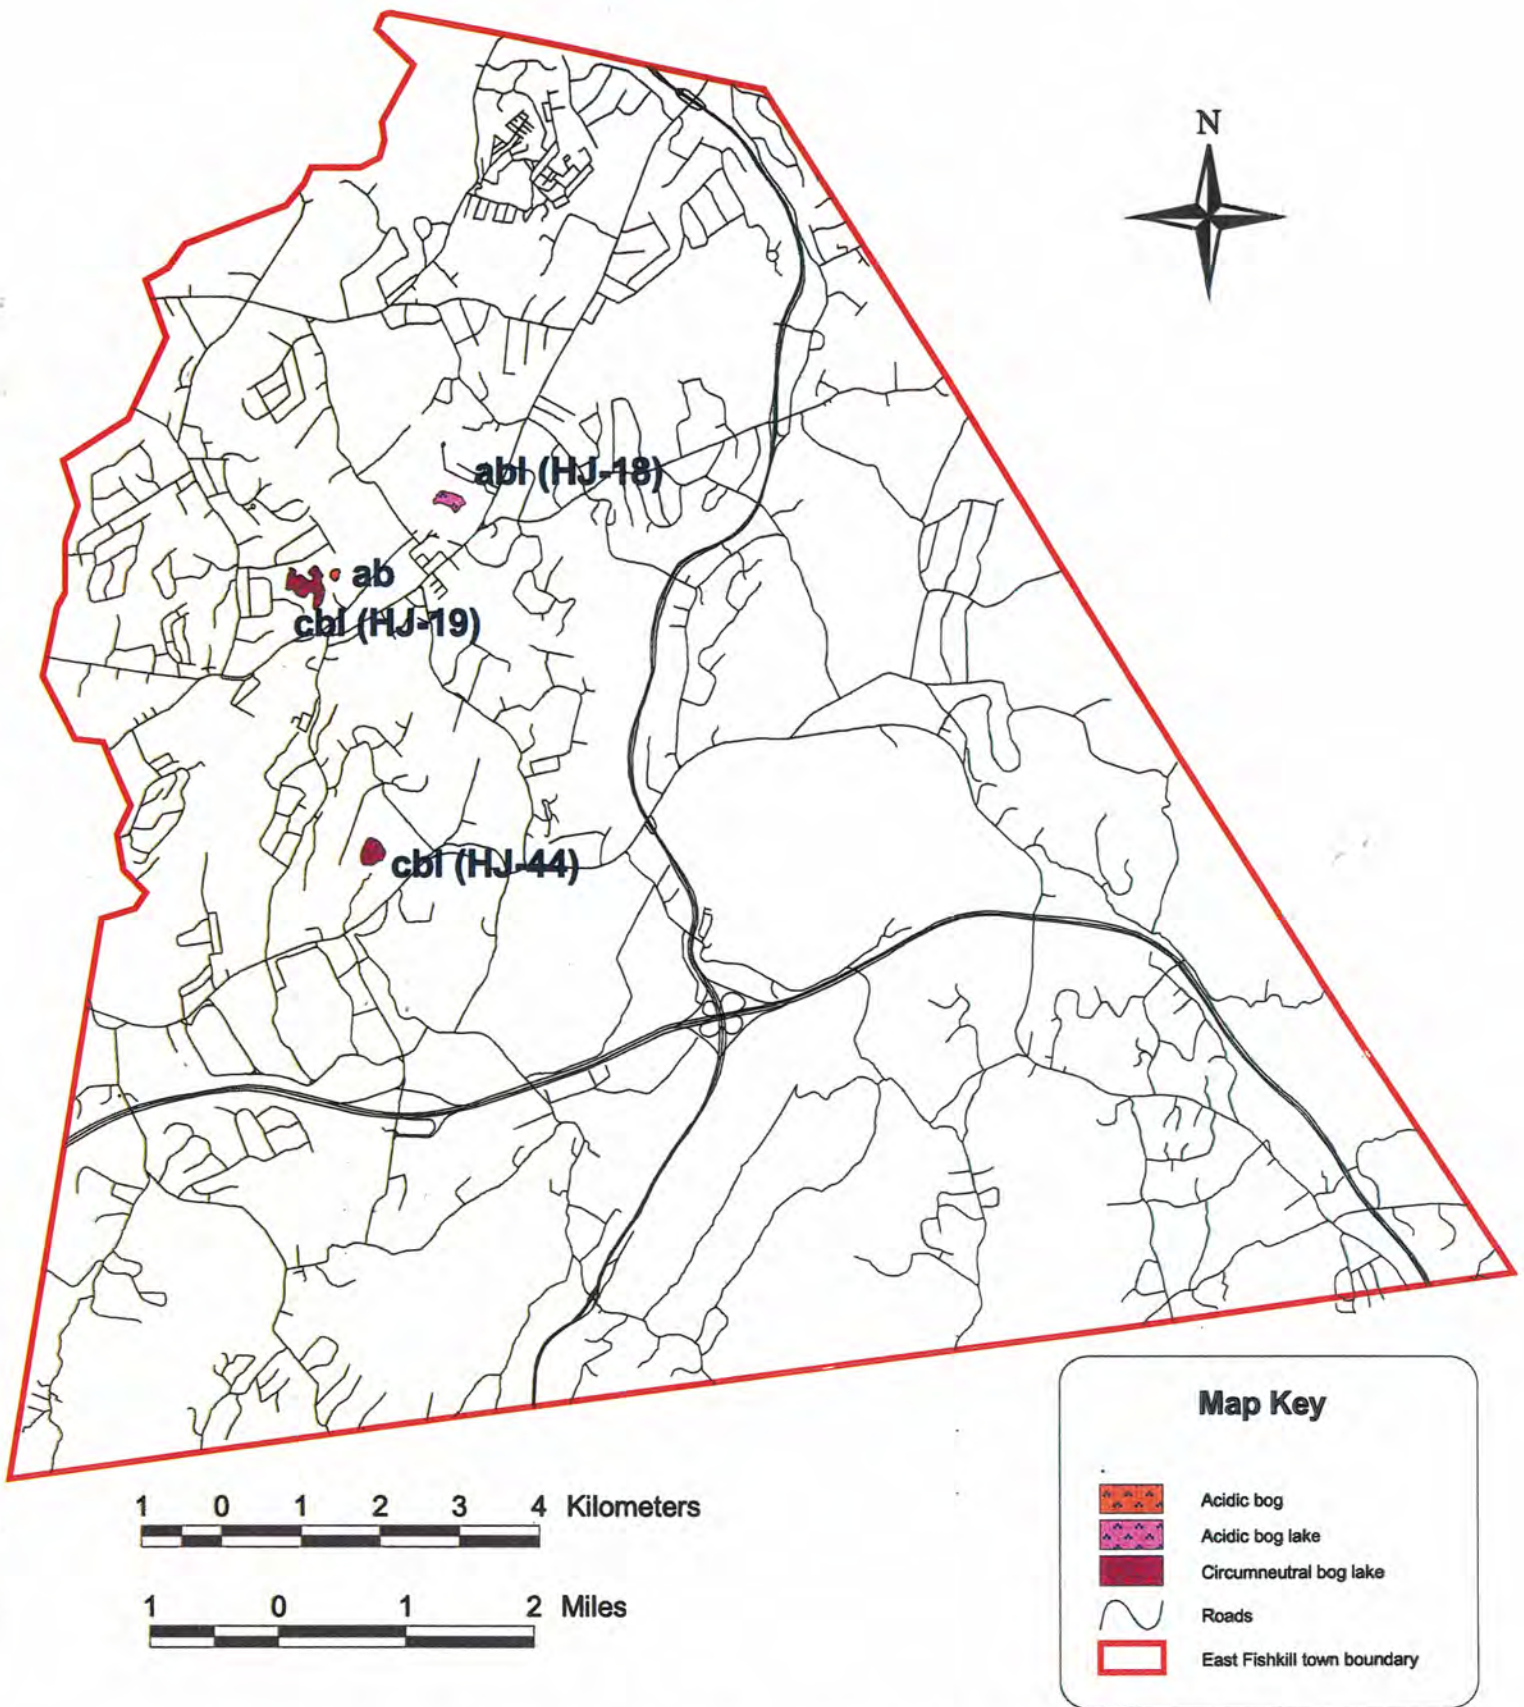 N
abl (HJ-18)
ab
cbl (HJ-19)
cbl (HJ-44)
1 0 1 2 3 4 Kilometers
1 0 1 2 Miles
Map Key
Acidic bog
Acidic bog lake
Circumneutral bog lake
Roads
East Fishkill town boundary